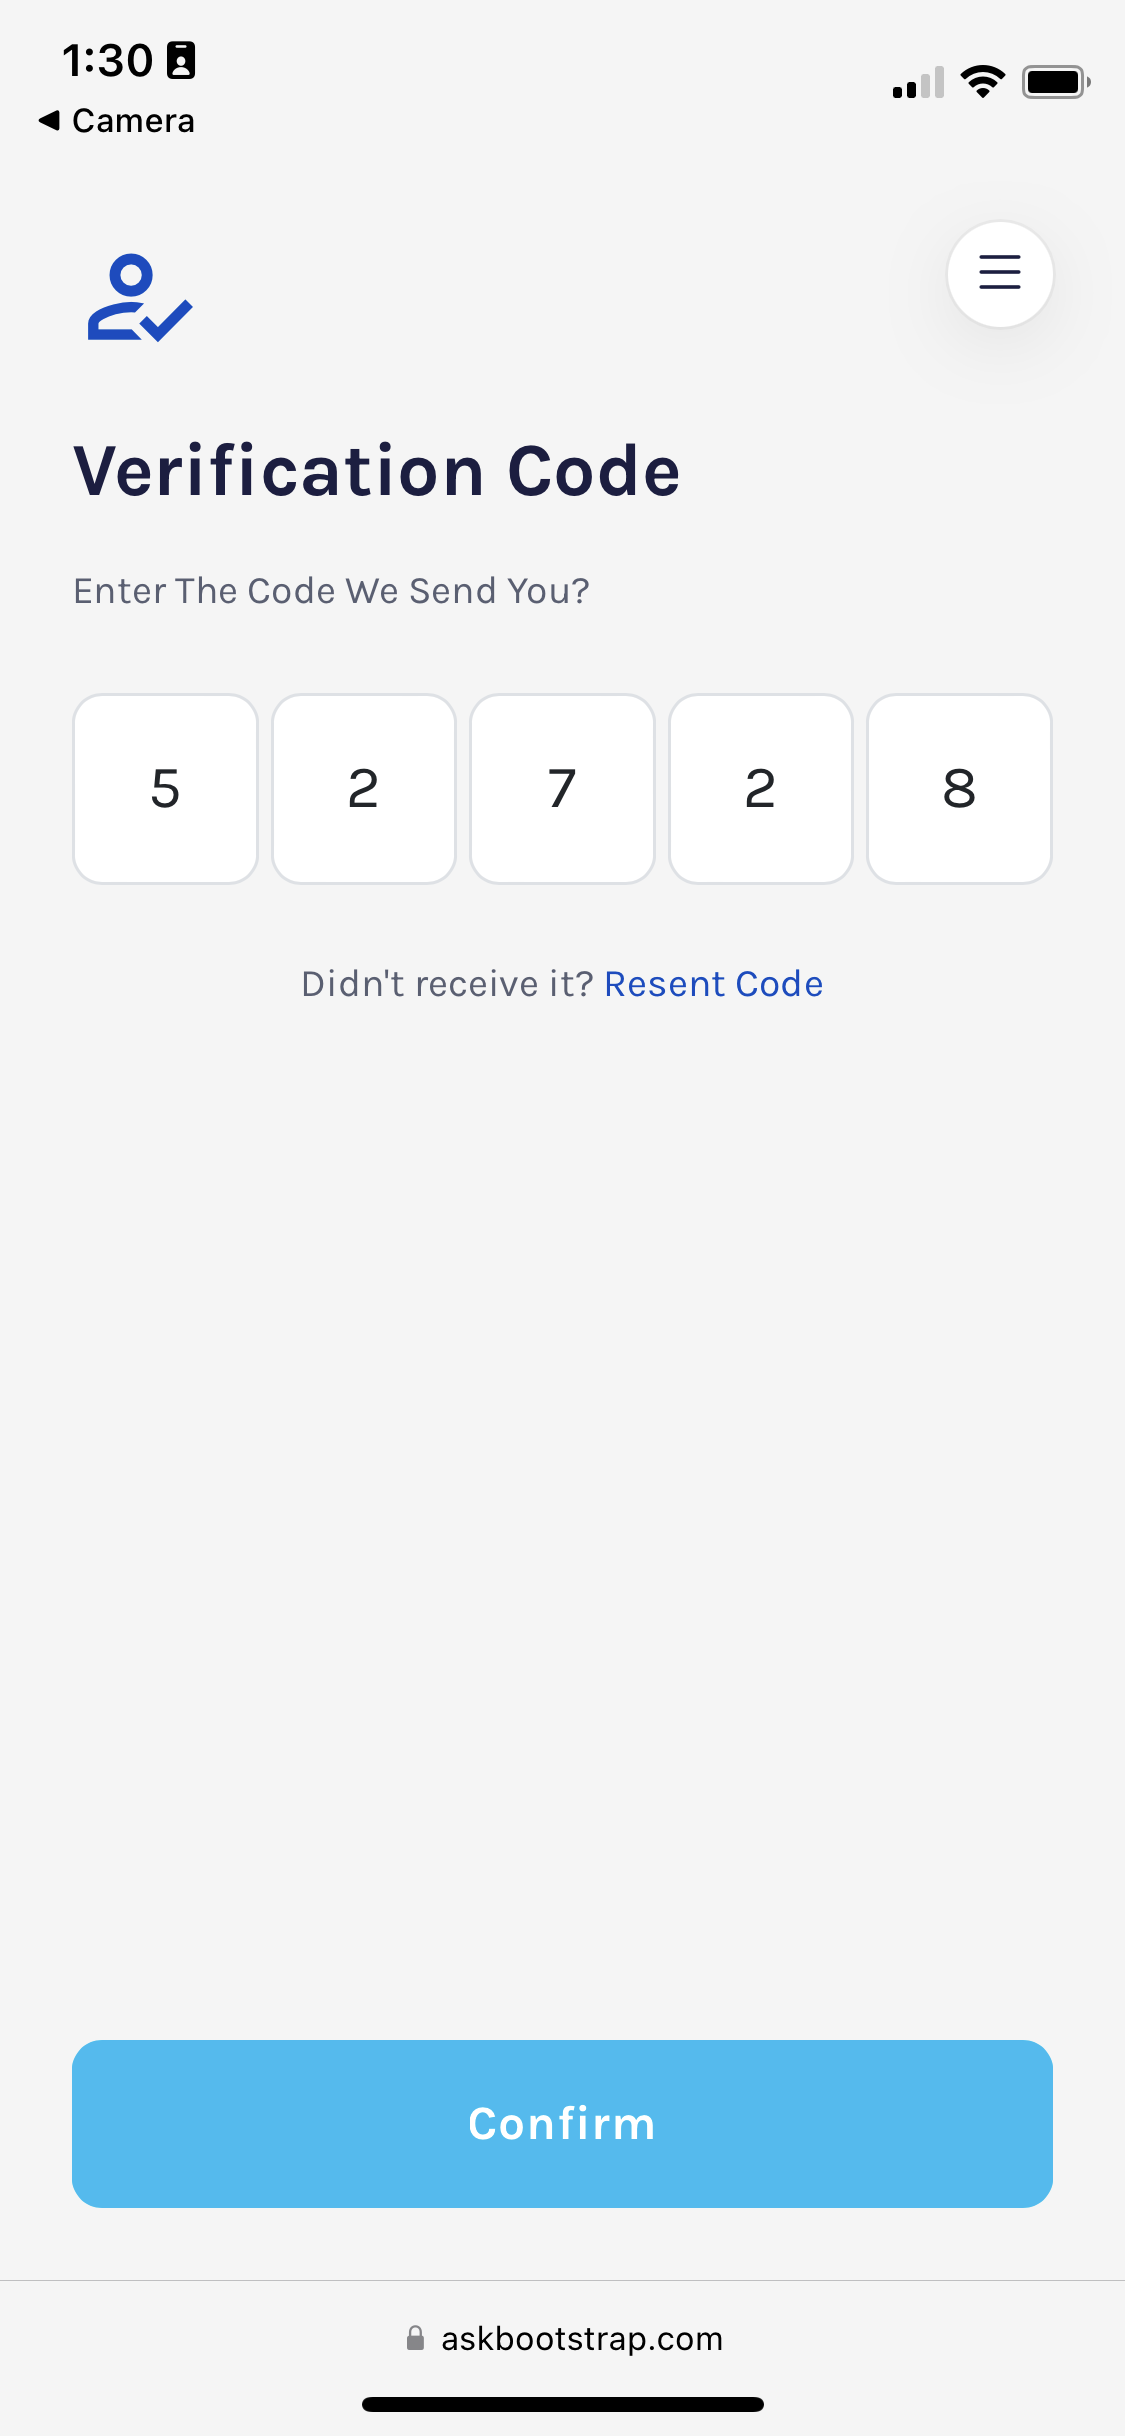 1:30
◀ Camera
Verification Code
Enter The Code We Send You?
5 2 7 2 8
Didn't receive it? Resent Code
Confirm
askbootstrap.com